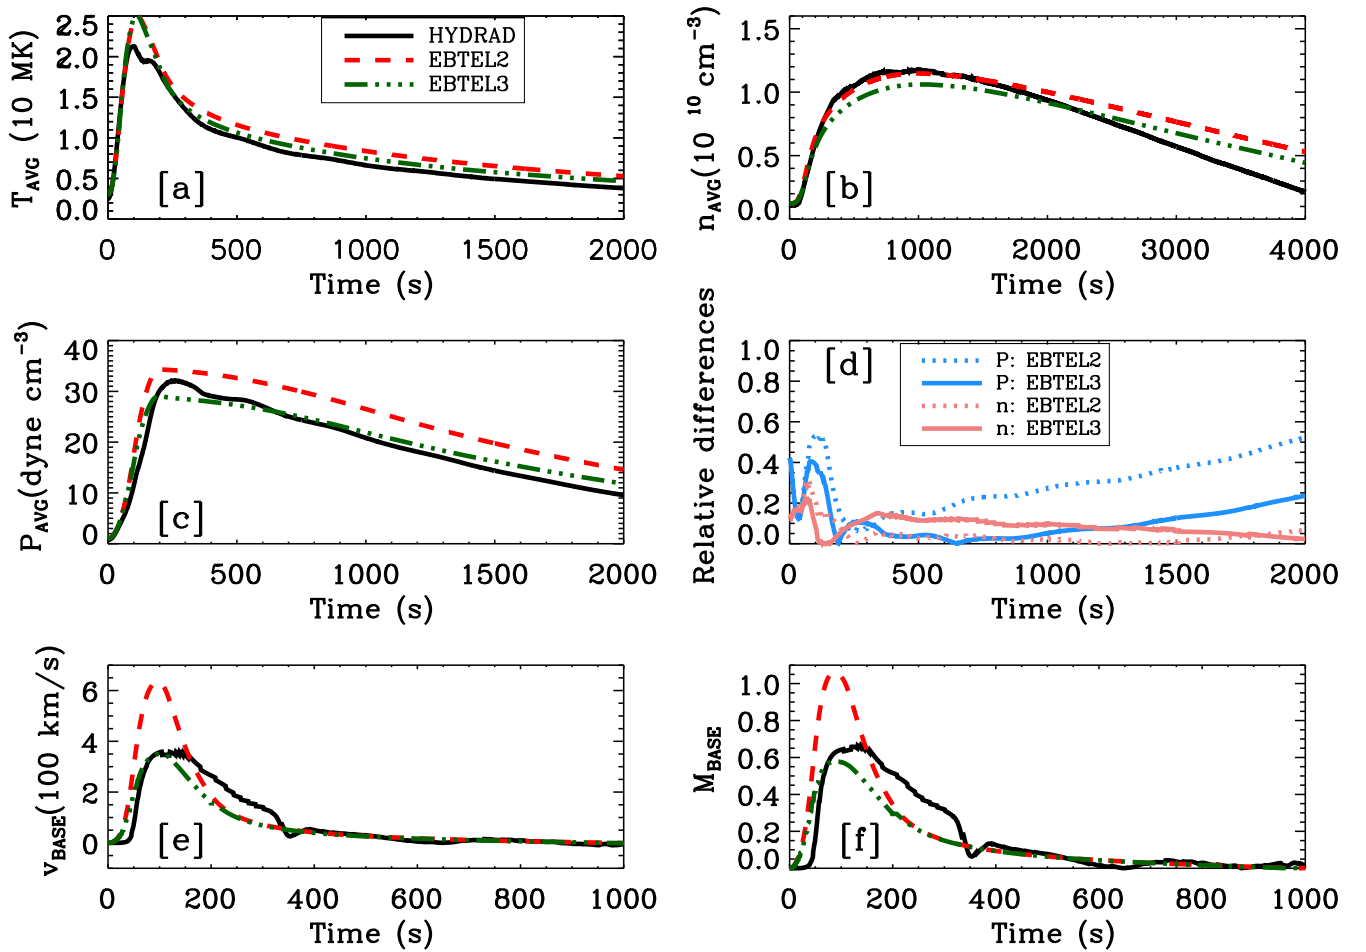 HYDRAD
EBTEL2
EBTEL3
T_AVG (10 MK)
2.5
2.0
1.5
1.0
0.5
0.0
[a]
0 500 1000 1500 2000
Time (s)
n_AVG(10 ^10 cm^−3)
1.5
1.0
0.5
0.0
[b]
0 1000 2000 3000 4000
Time (s)
P_AVG(dyne cm^−3)
40
30
20
10
0
[c]
0 500 1000 1500 2000
Time (s)
Relative differences
1.0
0.8
0.6
0.4
0.2
0.0
[d]
P: EBTEL2
P: EBTEL3
n: EBTEL2
n: EBTEL3
0 500 1000 1500 2000
Time (s)
v_BASE(100 km/s)
6
4
2
0
[e]
0 200 400 600 800 1000
Time (s)
M_BASE
1.0
0.8
0.6
0.4
0.2
0.0
[f]
0 200 400 600 800 1000
Time (s)